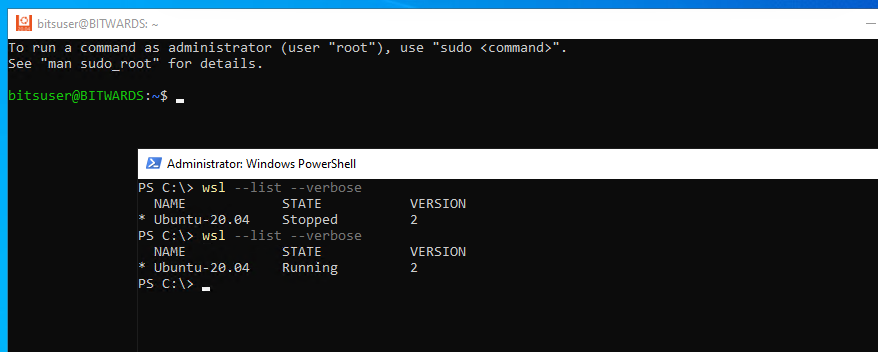 bitsuser@BITWARDS: ~
To run a command as administrator (user "root"), use "sudo <command>".
See "man sudo_root" for details.
bitsuser@BITWARDS:~$
Administrator: Windows PowerShell
PS C:\> wsl --list --verbose
NAME STATE VERSION
* Ubuntu-20.04 Stopped 2
PS C:\> wsl --list --verbose
NAME STATE VERSION
* Ubuntu-20.04 Running 2
PS C:\>